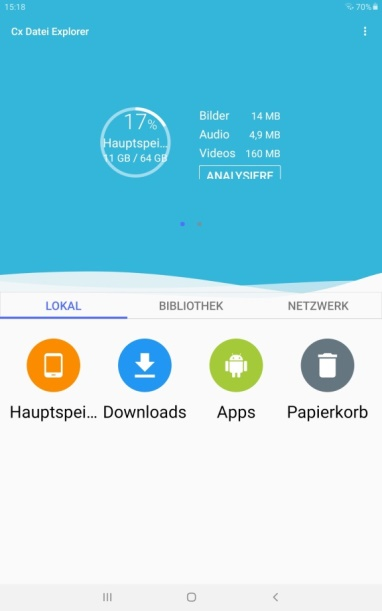 15:18
70%
Cx Datei Explorer
17%
Hauptspei...
11 GB / 64 GB
Bilder 14 MB
Audio 4,9 MB
Videos 160 MB
ANALYSIERE
LOKAL
BIBLIOTHEK
NETZWERK
Hauptspei...
Downloads
Apps
Papierkorb